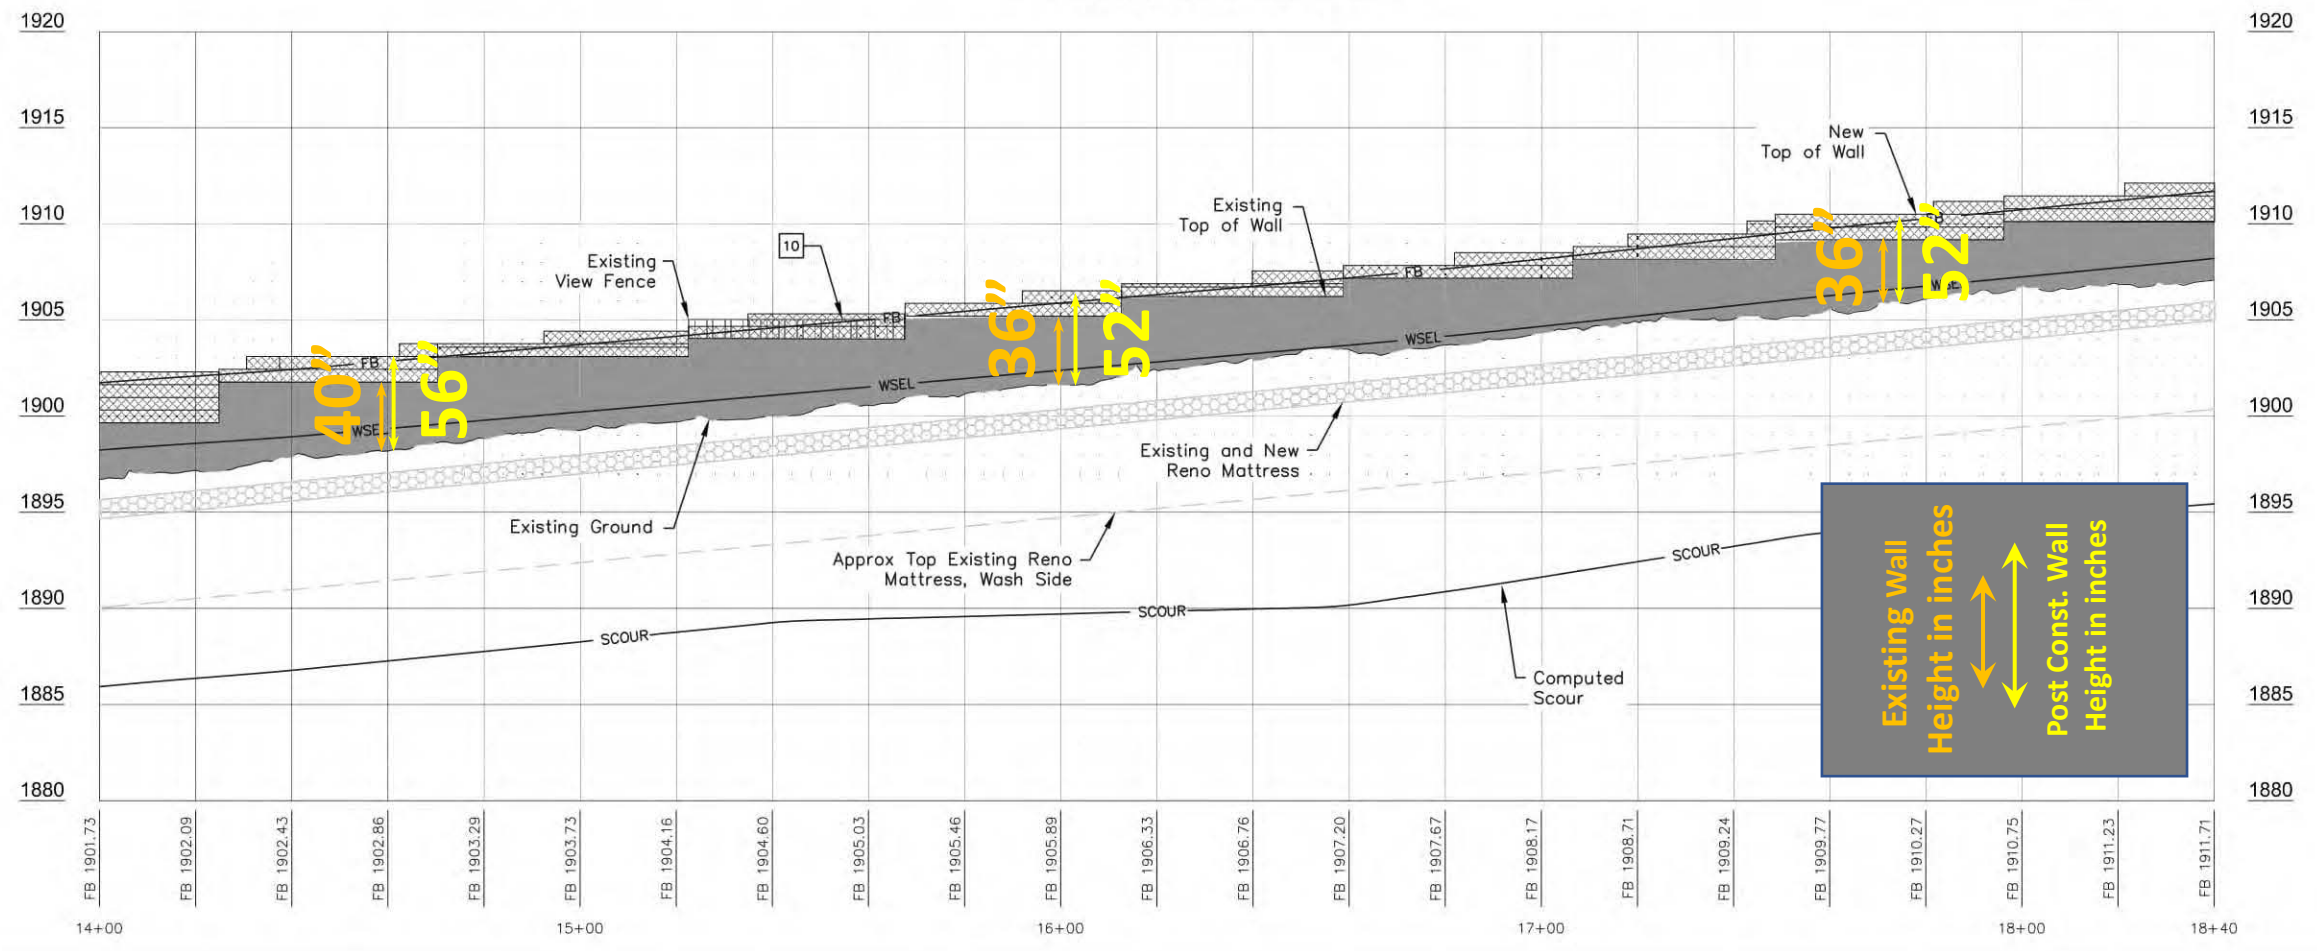 1920
1920
1915
1915
New
Top of Wall
Existing
Top of Wall
10
Existing
View Fence
1910
1910
FB
FB
FB
FB
36”
52”
36”
52”
40”
56”
1905
1905
WSEL
WSEL
WSEL
WSE
1900
1900
Existing and New
Reno Mattress
1895
1895
Existing Ground
Approx Top Existing Reno
Mattress, Wash Side
SCOUR
SCOUR
SCOUR
1890
1890
Computed
Scour
1885
1885
Existing Wall
Height in inches
Post Const. Wall
Height in inches
1880
1880
FB 1901.73
FB 1902.09
FB 1902.43
FB 1902.86
FB 1903.29
FB 1903.73
FB 1904.16
FB 1904.60
FB 1905.03
FB 1905.46
FB 1905.89
FB 1906.33
FB 1906.76
FB 1907.20
FB 1907.67
FB 1908.17
FB 1908.71
FB 1909.24
FB 1909.77
FB 1910.27
FB 1910.75
FB 1911.23
FB 1911.71
14+00
15+00
16+00
17+00
18+00
18+40